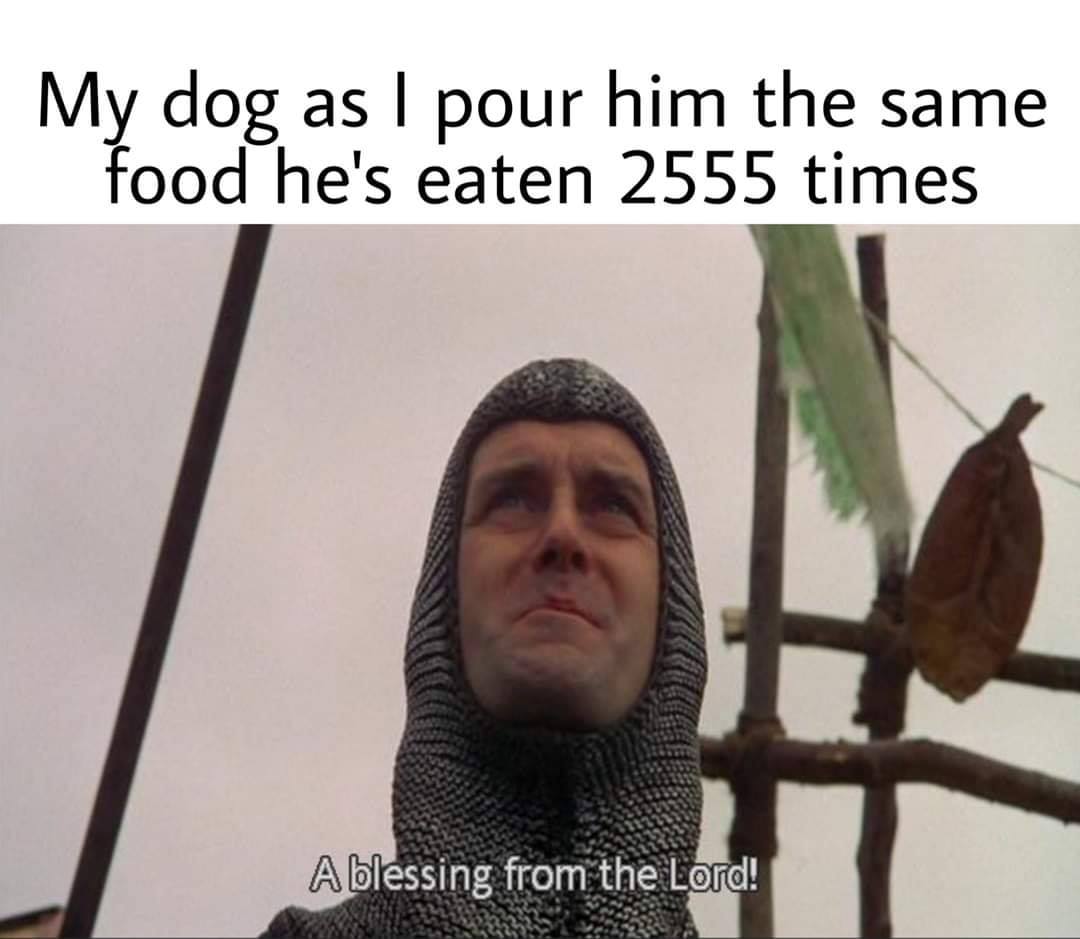 My dog as I pour him the same
food he's eaten 2555 times
A blessing from the Lord!